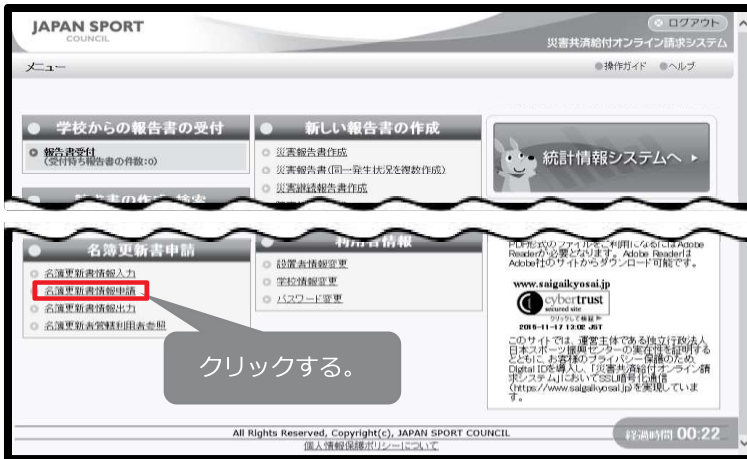 JAPAN SPORT
COUNCIL
ログアウト
災害共済給付オンライン請求システム
メニュー
操作ガイド
ヘルプ
学校からの報告書の受付
報告書受付
(受付待ち報告書の件数:0)
新しい報告書の作成
災害報告書作成
災害報告書(同一発生状況を複数作成)
災害継続報告書作成
統計情報システムへ
名簿更新書申請
名簿更新書情報入力
名簿更新書情報申請
名簿更新書情報出力
名簿更新者管轄利用者参照
クリックする。
利用者情報
設置者情報変更
学校情報変更
パスワード変更
PDF形式のファイルをご利用になるにはAdobe
Readerが必要となります。Adobe Readerは
Adobe社のサイトからダウンロード可能です。
www.saigaikyosai.jp
cybertrust
secured site
クリックして検証
2015-11-17 13:02 JST
このサイトでは、運営主体である独立行政法人
日本スポーツ振興センターの実在性を証明する
とともに、お客様のプライバシー保護のため、
Digital IDを導入し、「災害共済給付オンライン請
求システム」においてSSL暗号化通信
(https://www.saigaikyosai.jp)を実現していま
す。
All Rights Reserved, Copyright(c), JAPAN SPORT COUNCIL
個人情報保護ポリシーについて
経過時間 00:22